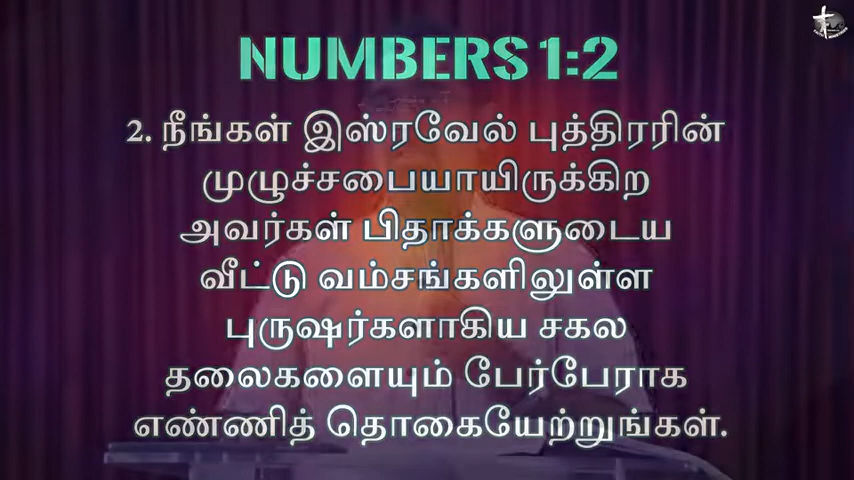 NUMBERS 1:2
2. நீங்கள் இஸ்ரவேல் புத்திரரின்
முழுச்சபையாயிருக்கிற
அவர்கள் பிதாக்களுடைய
வீட்டு வம்சங்களிலுள்ள
புருஷர்களாகிய சகல
தலைகளையும் பேர்பேராக
எண்ணித் தொகையேற்றுங்கள்.